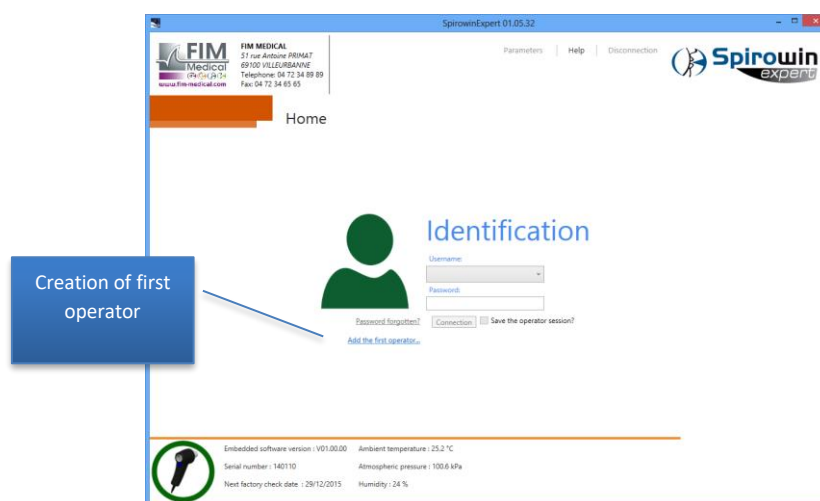 SpirowinExpert 01.05.32
FIM
Medical
www.fim-medical.com
FIM MEDICAL
51 rue Antoine PRIMAT
69100 VILLEURBANNE
Telephone: 04 72 34 89 89
Fax: 04 72 34 65 65
Parameters
Help
Disconnection
Spirowin
expert
Home
Identification
Username:
Password:
Password forgotten?
Connection
Save the operator session?
Add the first operator...
Creation of first
operator
Embedded software version : V01.00.00
Ambient temperature : 25.2 °C
Serial number : 140110
Atmospheric pressure : 100.6 kPa
Next factory check date : 29/12/2015
Humidity : 24 %